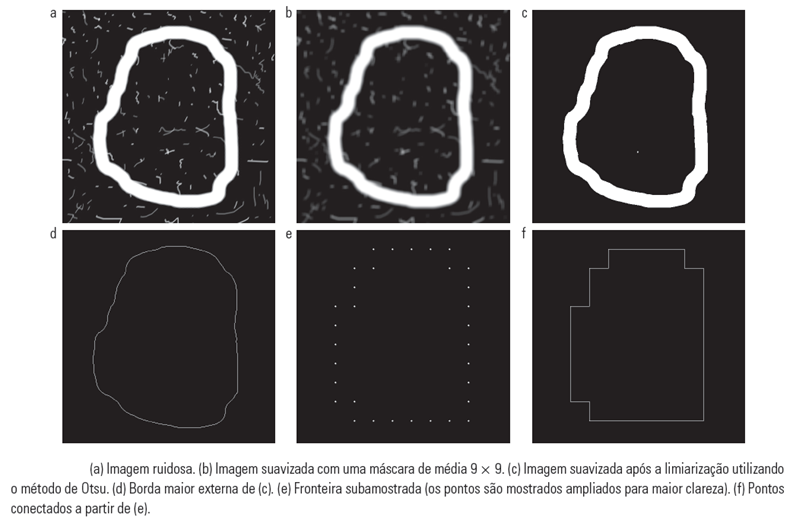 a
b
c
d
e
f
(a) Imagem ruidosa. (b) Imagem suavizada com uma máscara de média 9 × 9. (c) Imagem suavizada após a limiarização utilizando
o método de Otsu. (d) Borda maior externa de (c). (e) Fronteira subamostrada (os pontos são mostrados ampliados para maior clareza). (f) Pontos
conectados a partir de (e).